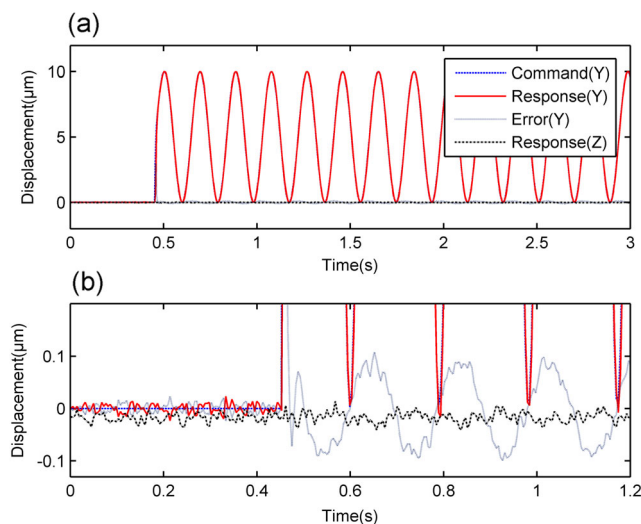 (a)
10
5
0
Displacement(μm)
Command(Y)
Response(Y)
Error(Y)
Response(Z)
0 0.5 1 1.5 2 2.5 3
Time(s)
(b)
0.1
0
-0.1
Displacement(μm)
0 0.2 0.4 0.6 0.8 1 1.2
Time(s)